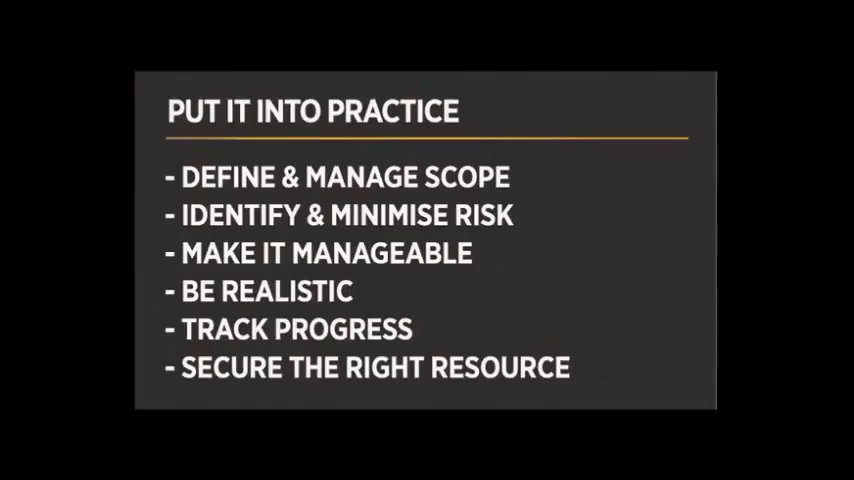 PUT IT INTO PRACTICE
- DEFINE & MANAGE SCOPE
- IDENTIFY & MINIMISE RISK
- MAKE IT MANAGEABLE
- BE REALISTIC
- TRACK PROGRESS
- SECURE THE RIGHT RESOURCE